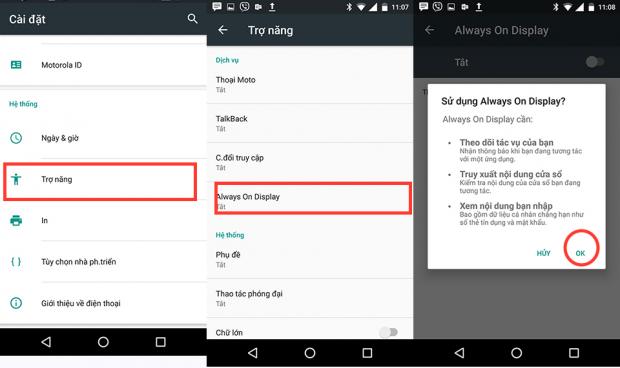 Cài đặt
Motorola ID
Hệ thống
Ngày & giờ
Trợ năng
In
Tùy chọn nhà ph.triển
Giới thiệu về điện thoại
11:07
Trợ năng
Dịch vụ
Thoại Moto
Tắt
TalkBack
Tắt
C.đổi truy cập
Tắt
Always On Display
Tắt
Hệ thống
Phụ đề
Tắt
Thao tác phóng đại
Tắt
Chữ lớn
11:08
Always On Display
Tắt
Sử dụng Always On Display?
Always On Display cần:
• Theo dõi tác vụ của bạn
Nhận thông báo khi bạn đang tương tác
với một ứng dụng.
• Truy xuất nội dung cửa sổ
Kiểm tra nội dung của cửa sổ bạn đang
tương tác.
• Xem nội dung bạn nhập
Bao gồm dữ liệu cá nhân chẳng hạn như
số thẻ tín dụng và mật khẩu.
HỦY
OK